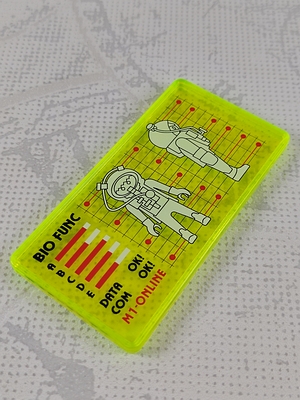 BIO FUNC
A B C D E
OK!
OK!
DATA
COM
M1-ONLINE